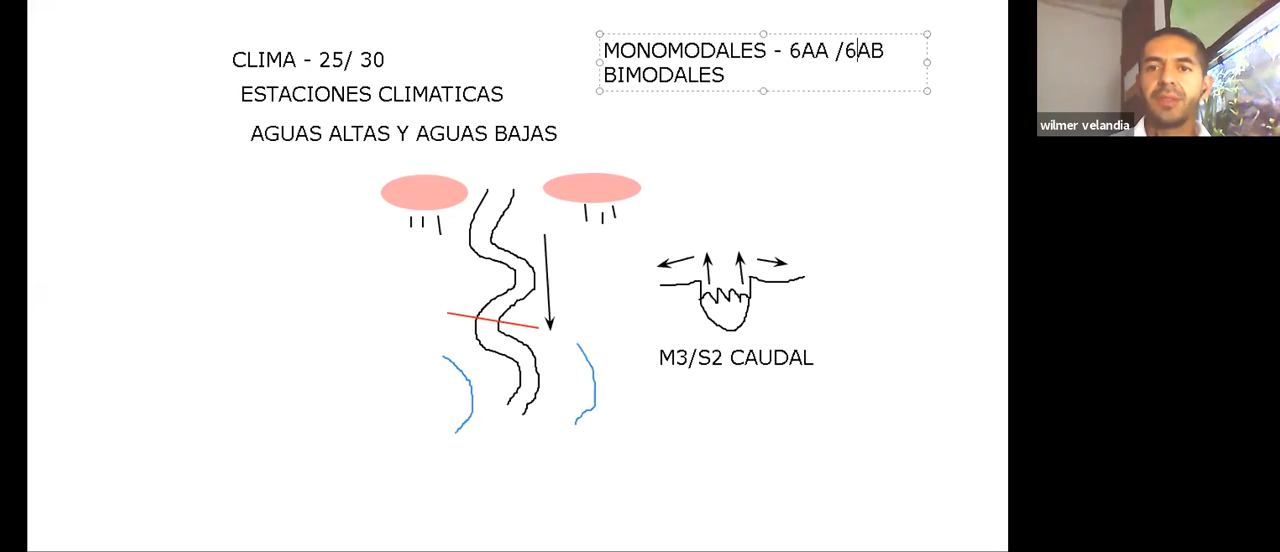 CLIMA - 25/ 30
ESTACIONES CLIMATICAS
AGUAS ALTAS Y AGUAS BAJAS
MONOMODALES - 6AA /6AB
BIMODALES
M3/S2 CAUDAL
wilmer velandia